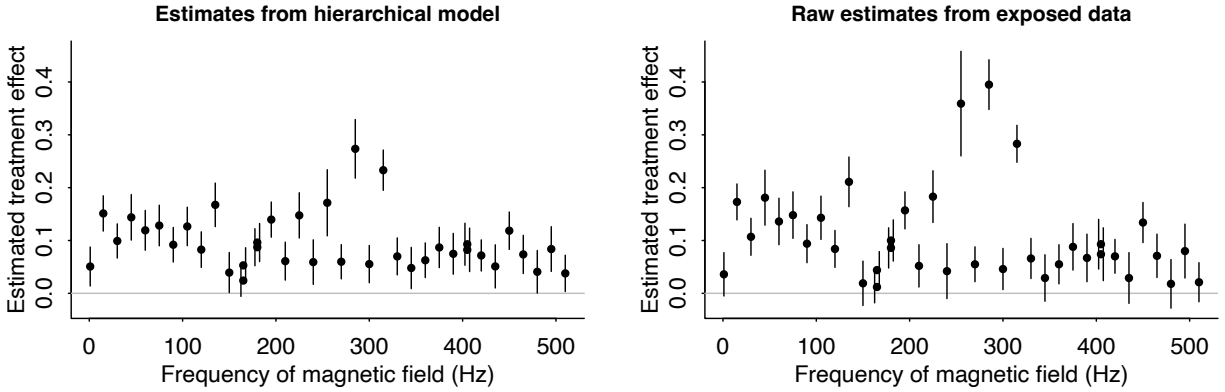 Estimates from hierarchical model
Estimated treatment effect
0.0 0.1 0.2 0.3 0.4
0 100 200 300 400 500
Frequency of magnetic field (Hz)
Raw estimates from exposed data
Estimated treatment effect
0.0 0.1 0.2 0.3 0.4
0 100 200 300 400 500
Frequency of magnetic field (Hz)